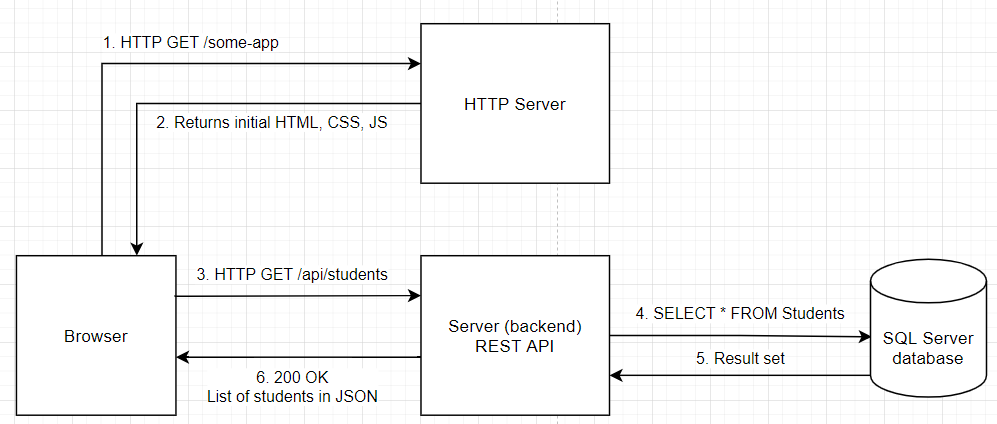 1. HTTP GET /some-app
HTTP Server
2. Returns initial HTML, CSS, JS
3. HTTP GET /api/students
Browser
Server (backend)
REST API
4. SELECT * FROM Students
SQL Server
database
5. Result set
6. 200 OK
List of students in JSON